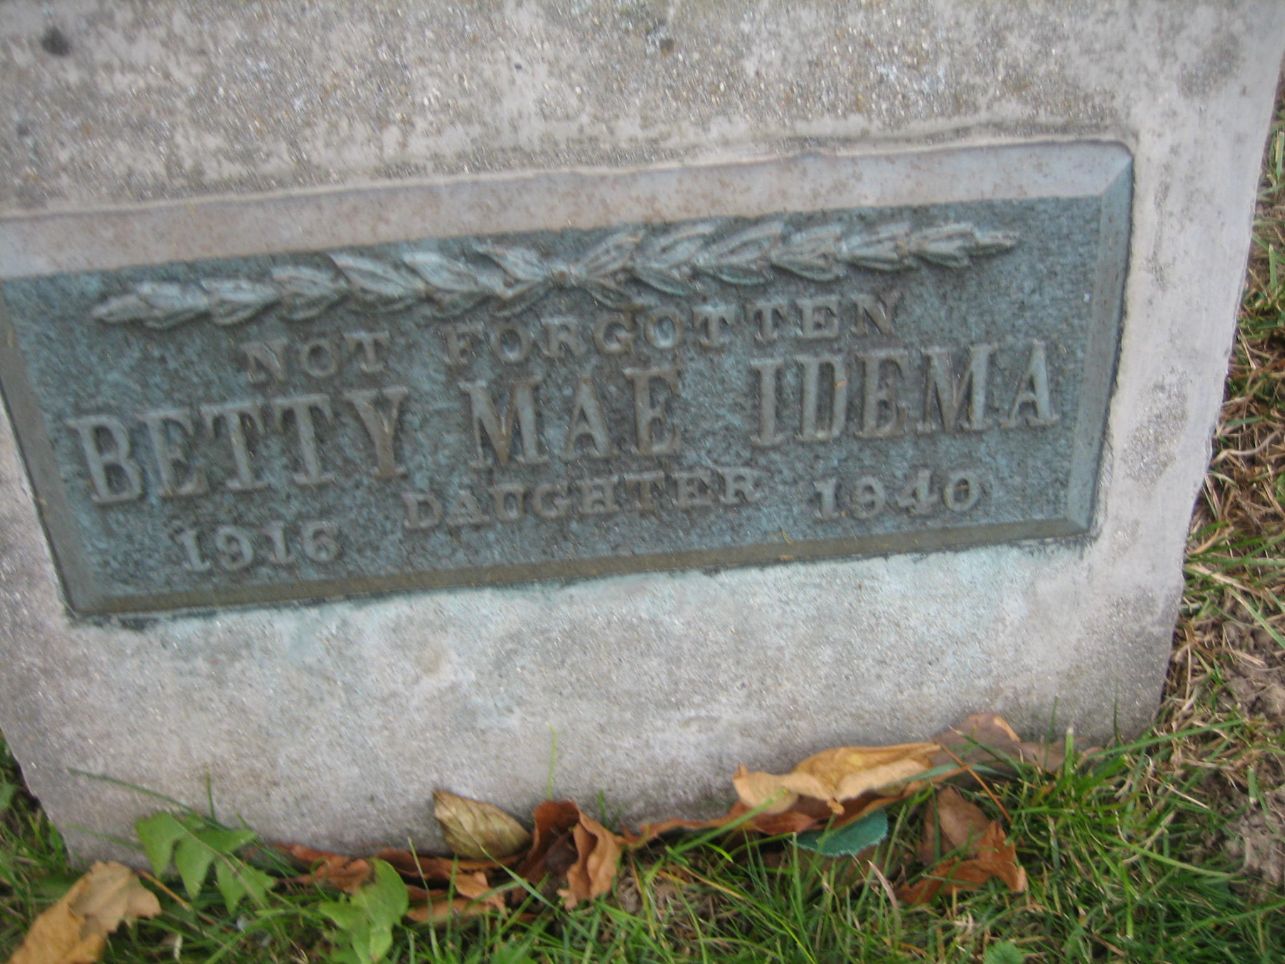 NOT FORGOTTEN
BETTY MAE IDEMA
1916 DAUGHTER 1940